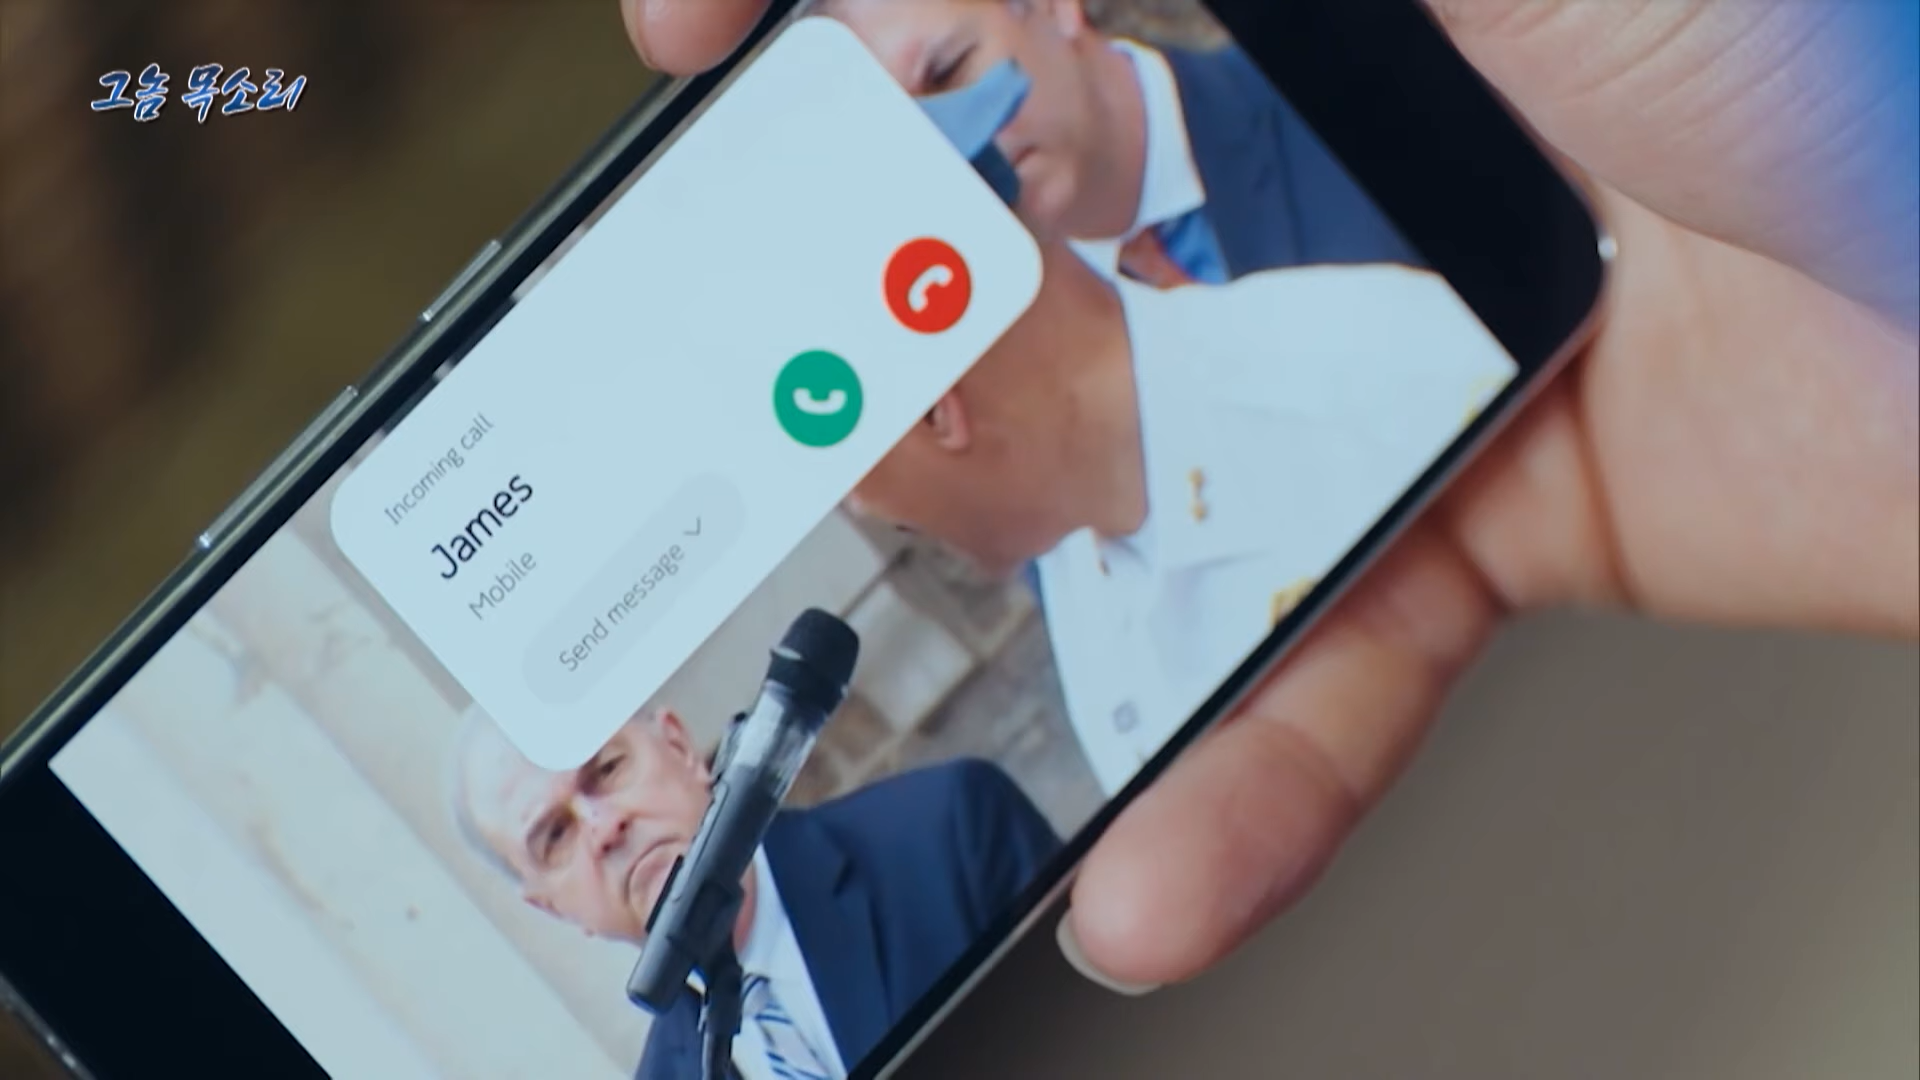 그놈 목소리
Incoming call
James
Mobile
Send message